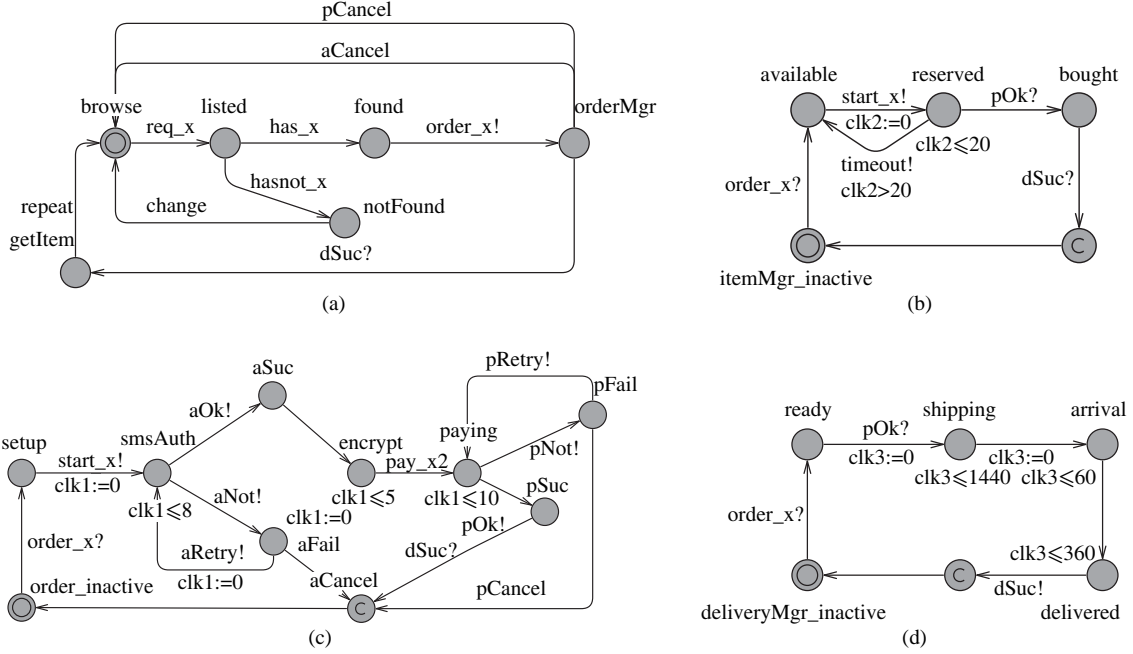 pCancel
aCancel
browse
listed
found
orderMgr
req_x
has_x
order_x!
hasnot_x
notFound
repeat
change
getItem
dSuc?
(a)
available
reserved
bought
start_x!
clk2:=0
pOk?
clk2⩽20
timeout!
clk2>20
order_x?
dSuc?
C
itemMgr_inactive
(b)
aSuc
pRetry!
pFail
aOk!
setup
smsAuth
encrypt
paying
start_x!
clk1:=0
pay_x2
pNot!
clk1⩽8
aNot!
clk1⩽5
clk1⩽10
pSuc
clk1:=0
pOk!
order_x?
aRetry!
aFail
dSuc?
clk1:=0
order_inactive
aCancel
pCancel
C
(c)
ready
shipping
arrival
pOk?
clk3:=0
clk3:=0
clk3⩽1440
clk3⩽60
order_x?
clk3⩽360
C
dSuc!
deliveryMgr_inactive
delivered
(d)